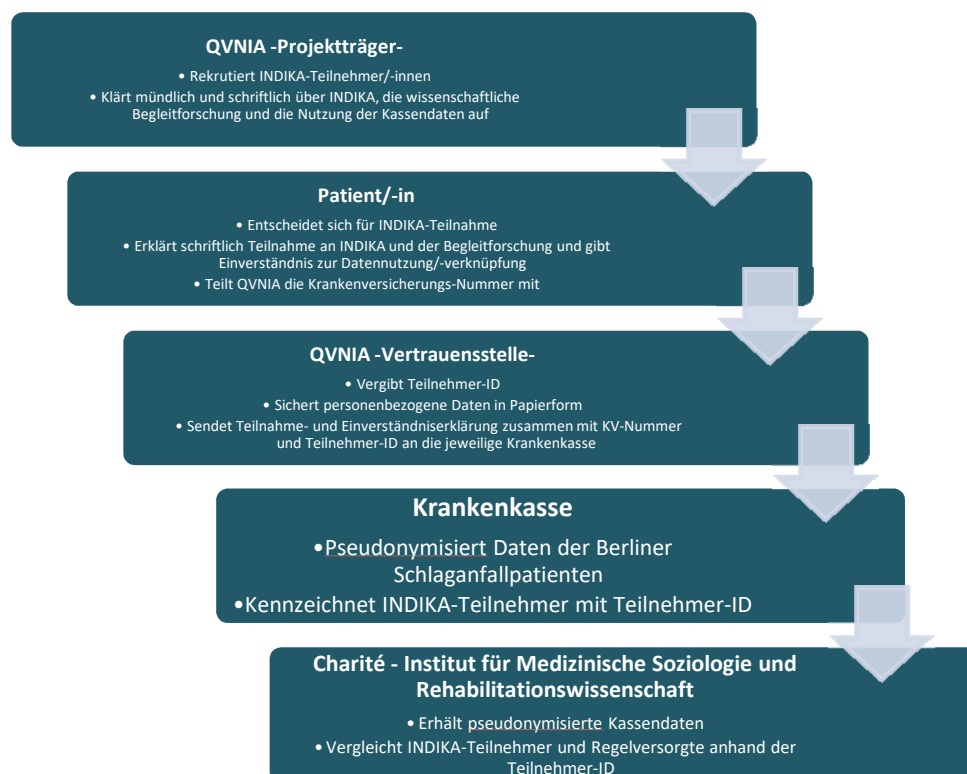 QVNIA -Projektträger-
• Rekrutiert INDIKA-Teilnehmer/-innen
• Klärt mündlich und schriftlich über INDIKA, die wissenschaftliche
Begleitforschung und die Nutzung der Kassendaten auf
Patient/-in
• Entscheidet sich für INDIKA-Teilnahme
• Erklärt schriftlich Teilnahme an INDIKA und der Begleitforschung und gibt
Einverständnis zur Datennutzung/-verknüpfung
• Teilt QVNIA die Krankenversicherungs-Nummer mit
QVNIA -Vertrauensstelle-
• Vergibt Teilnehmer-ID
• Sichert personenbezogene Daten in Papierform
• Sendet Teilnahme- und Einverständniserklärung zusammen mit KV-Nummer
und Teilnehmer-ID an die jeweilige Krankenkasse
Krankenkasse
•Pseudonymisiert Daten der Berliner
Schlaganfallpatienten
•Kennzeichnet INDIKA-Teilnehmer mit Teilnehmer-ID
Charité - Institut für Medizinische Soziologie und
Rehabilitationswissenschaft
• Erhält pseudonymisierte Kassendaten
• Vergleicht INDIKA-Teilnehmer und Regelversorgte anhand der
Teilnehmer-ID